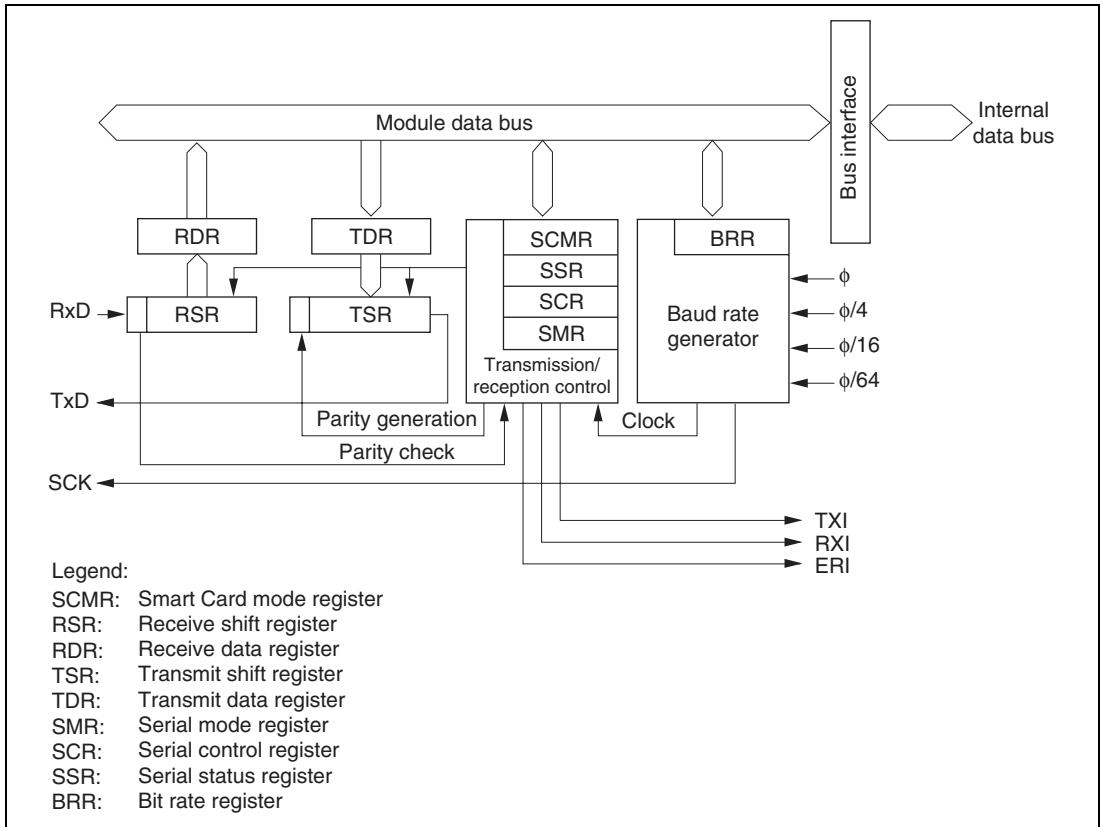 Module data bus
Bus interface
Internal
data bus
RDR
TDR
SCMR
BRR
SSR
SCR
SMR
RxD
RSR
TSR
Baud rate
generator
ϕ
ϕ/4
ϕ/16
ϕ/64
Transmission/
reception control
TxD
Parity generation
Clock
Parity check
SCK
TXI
RXI
ERI
Legend:
SCMR: Smart Card mode register
RSR: Receive shift register
RDR: Receive data register
TSR: Transmit shift register
TDR: Transmit data register
SMR: Serial mode register
SCR: Serial control register
SSR: Serial status register
BRR: Bit rate register